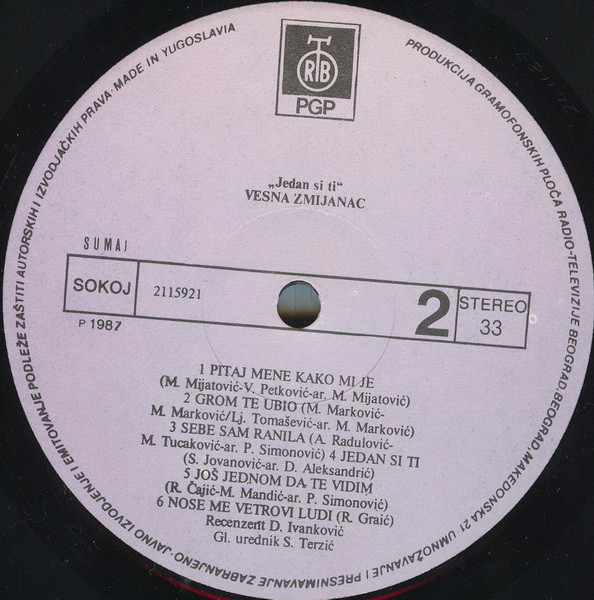 RTB
PGP
PRODUKCIJA GRAMOFONSKIH PLOČA RADIO-TELEVIZIJE BEOGRAD. BEOGRAD, MAKEDONSKA 21 UMNOŽAVANJE I PRESNIMAVANJE ZABRANJENO·JAVNO IZVODJENJE I EMITOVANJE PODLEŽE ZAŠTITI AUTORSKIH I IZVODJAČKIH PRAVA·MADE IN YUGOSLAVIA
„Jedan si ti“
VESNA ZMIJANAC
SUMAI
SOKOJ 2115921 2 STEREO
33
P 1987
1 PITAJ MENE KAKO MI JE
(M. Mijatović-V. Petković-ar. M. Mijatović)
2 GROM TE UBIO (M. Marković-
M. Marković/Lj. Tomašević-ar. M. Marković)
3 SEBE SAM RANILA (A. Radulović-
M. Tucaković-ar. P. Simonović) 4 JEDAN SI TI
(S. Jovanović-ar. D. Aleksandrić)
5 JOŠ JEDNOM DA TE VIDIM
(R. Čajić-M. Mandić-ar. P. Simonović)
6 NOSE ME VETROVI LUDI (R. Graić)
Recenzent D. Ivanković
Gl. urednik S. Terzić